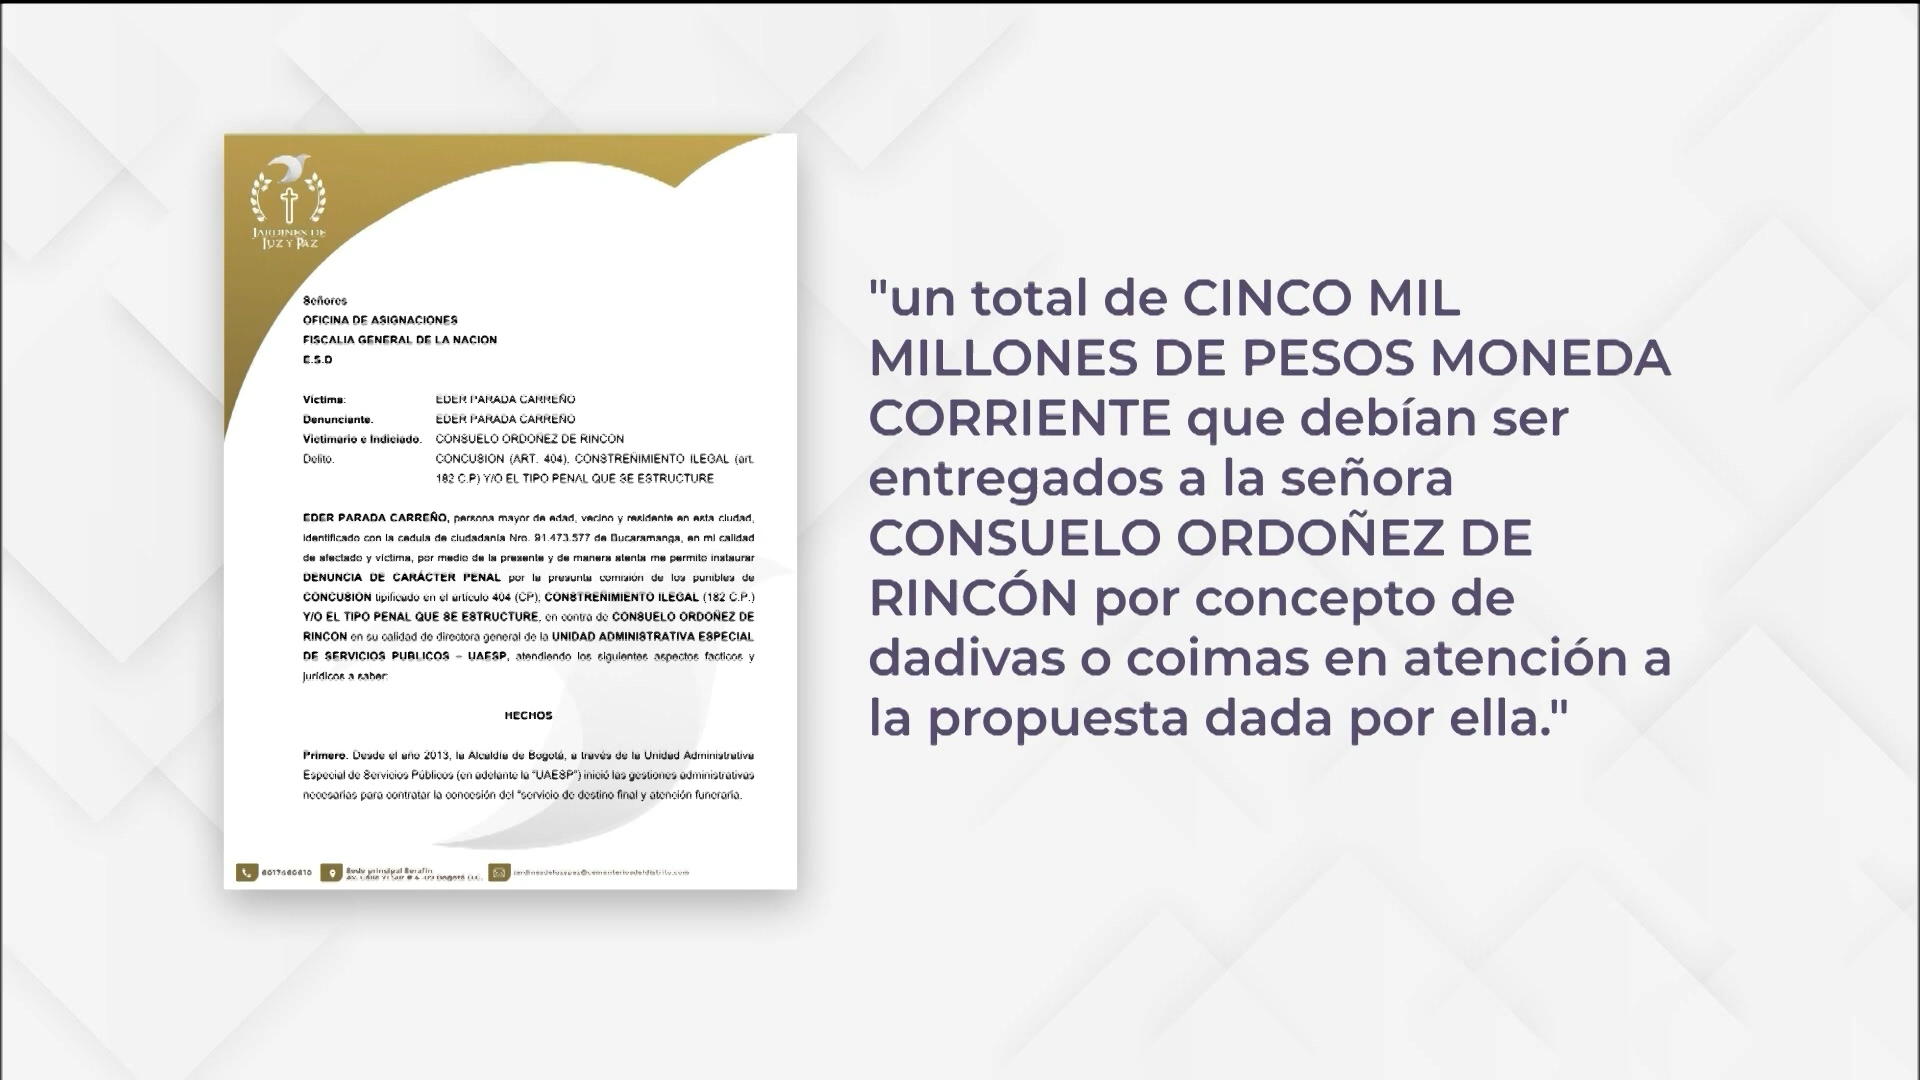 JARDINES DE
LUZ Y PAZ
Señores
OFICINA DE ASIGNACIONES
FISCALIA GENERAL DE LA NACION
E.S.D
Victima: EDER PARADA CARREÑO
Denunciante. EDER PARADA CARREÑO
Victimario e Indiciado. CONSUELO ORDOÑEZ DE RINCON
Delito. CONCUSION (ART. 404). CONSTREÑIMIENTO ILEGAL (art.
182 C.P) Y/O EL TIPO PENAL QUE SE ESTRUCTURE
EDER PARADA CARREÑO, persona mayor de edad, vecino y residente en esta ciudad,
identificado con la cedula de ciudadanía Nro. 91.473.577 de Bucaramanga, en mi calidad
de afectado y víctima, por medio de la presente y de manera atenta me permito instaurar
DENUNCIA DE CARÁCTER PENAL por la presunta comisión de los punibles de
CONCUSION tipificado en el artículo 404 (CP), CONSTREÑIMIENTO ILEGAL (182 C.P.)
Y/O EL TIPO PENAL QUE SE ESTRUCTURE, en contra de CONSUELO ORDOÑEZ DE
RINCON en su calidad de directora general de la UNIDAD ADMINISTRATIVA ESPECIAL
DE SERVICIOS PUBLICOS – UAESP, atendiendo los siguientes aspectos facticos y
jurídicos a saber:
HECHOS
Primero. Desde el año 2013, la Alcaldía de Bogotá, a través de la Unidad Administrativa
Especial de Servicios Públicos (en adelante la "UAESP") inició las gestiones administrativas
necesarias para contratar la concesión del "servicio de destino final y atención funeraria.
Sede principal Serafín
jardinesdeluzypaz@cementeriosdeldistrito.com
"un total de CINCO MIL
MILLONES DE PESOS MONEDA
CORRIENTE que debían ser
entregados a la señora
CONSUELO ORDOÑEZ DE
RINCÓN por concepto de
dadivas o coimas en atención a
la propuesta dada por ella."